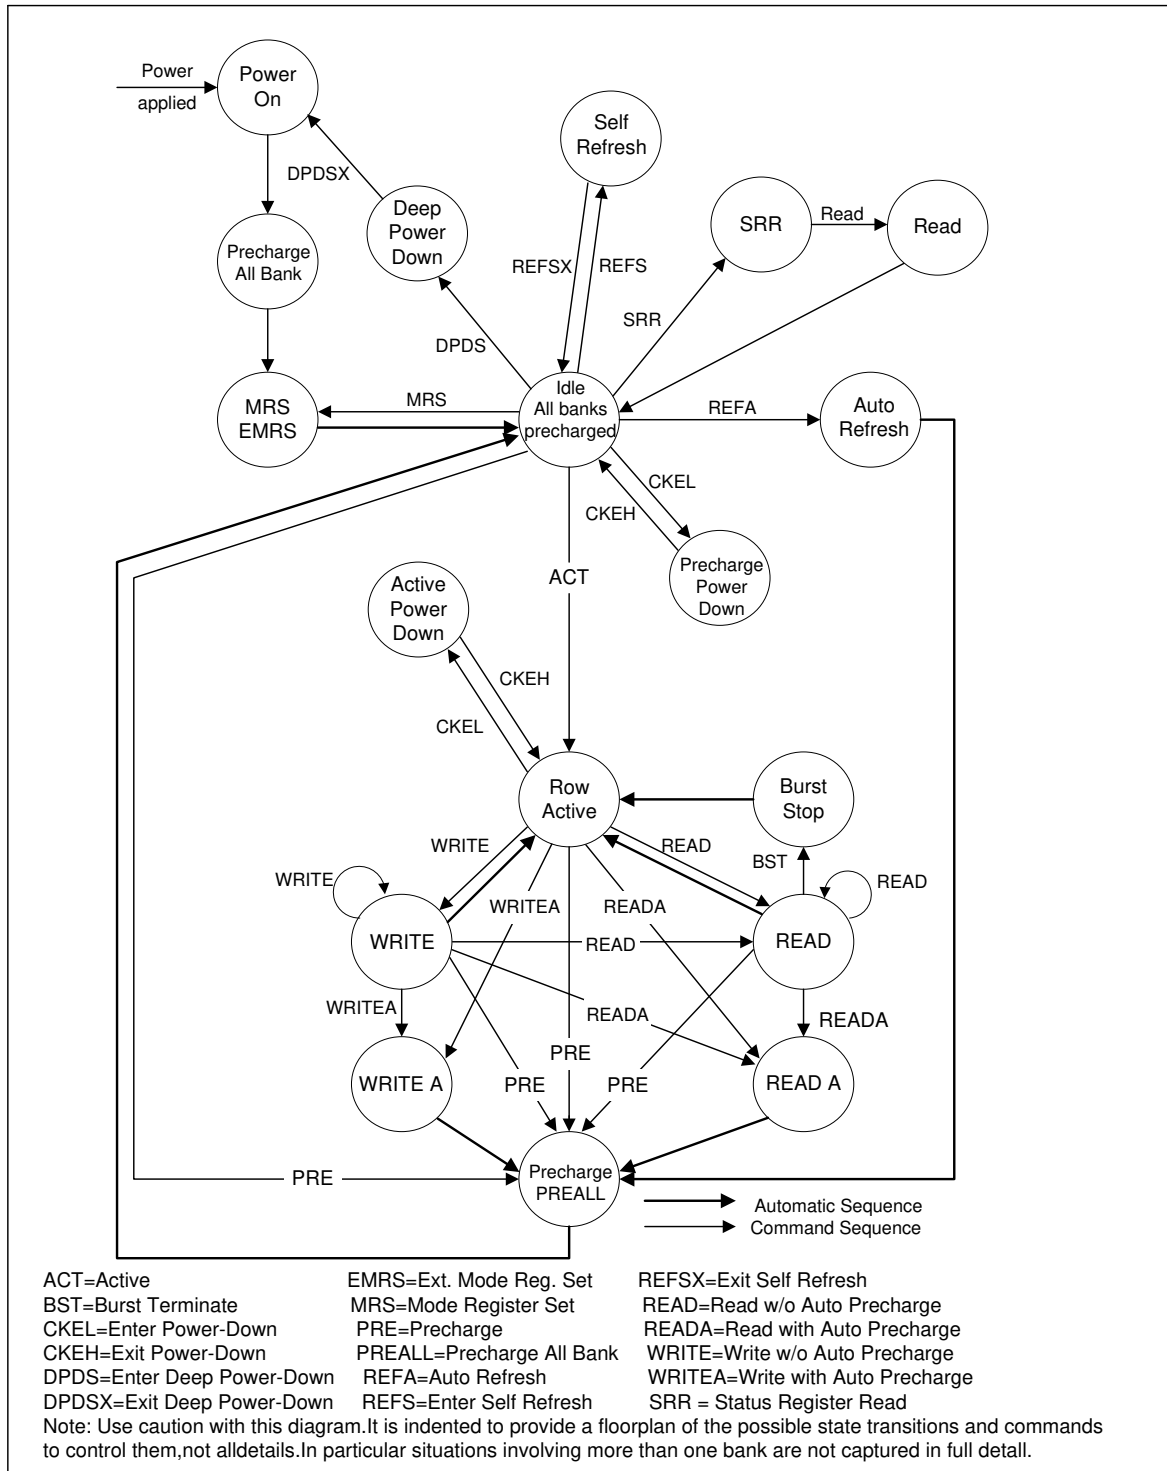 Power
applied
Power
On
Self
Refresh
DPDSX
Deep
Power
Down
SRR
Read
Read
Precharge
All Bank
REFSX
REFS
SRR
DPDS
Idle
All banks
precharged
MRS
EMRS
MRS
REFA
Auto
Refresh
CKEL
CKEH
Precharge
Power
Down
ACT
Active
Power
Down
CKEH
CKEL
Row
Active
Burst
Stop
WRITE
READ
BST
WRITE
READ
WRITEA
READA
WRITE
READ
READ
WRITEA
READA
READA
PRE
WRITE A
PRE
PRE
READ A
Precharge
PREALL
PRE
Automatic Sequence
Command Sequence
ACT=Active EMRS=Ext. Mode Reg. Set REFSX=Exit Self Refresh
BST=Burst Terminate MRS=Mode Register Set READ=Read w/o Auto Precharge
CKEL=Enter Power-Down PRE=Precharge READA=Read with Auto Precharge
CKEH=Exit Power-Down PREALL=Precharge All Bank WRITE=Write w/o Auto Precharge
DPDS=Enter Deep Power-Down REFA=Auto Refresh WRITEA=Write with Auto Precharge
DPDSX=Exit Deep Power-Down REFS=Enter Self Refresh SRR = Status Register Read
Note: Use caution with this diagram.It is indented to provide a floorplan of the possible state transitions and commands
to control them,not alldetails.In particular situations involving more than one bank are not captured in full detall.